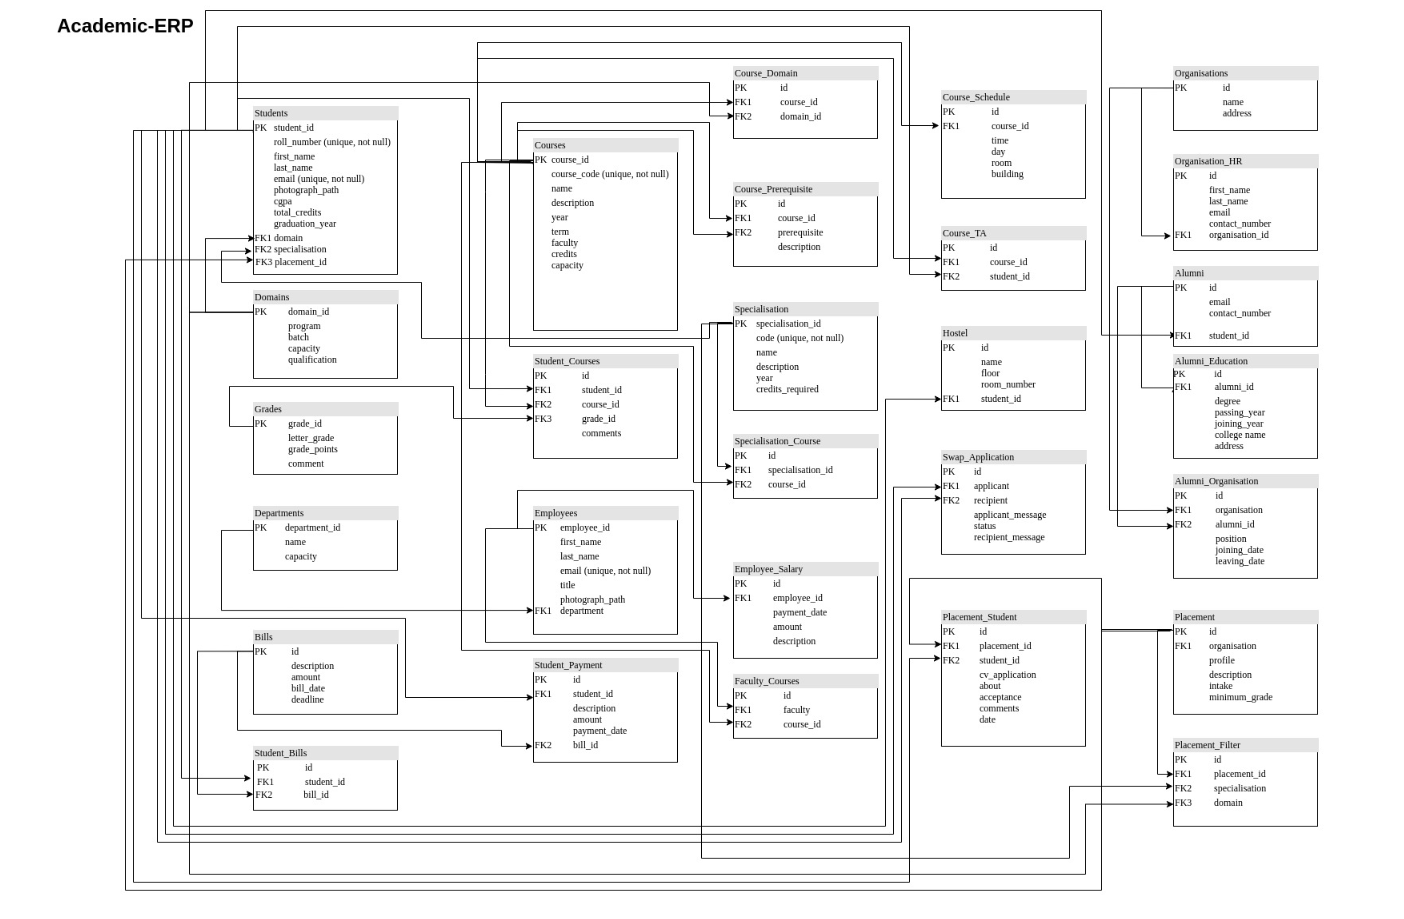 Academic-ERP
Students
PK student_id
roll_number (unique, not null)
first_name
last_name
email (unique, not null)
photograph_path
cgpa
total_credits
graduation_year
FK1 domain
FK2 specialisation
FK3 placement_id
Domains
PK domain_id
program
batch
capacity
qualification
Grades
PK grade_id
letter_grade
grade_points
comment
Departments
PK department_id
name
capacity
Bills
PK id
description
amount
bill_date
deadline
Student_Bills
PK id
FK1 student_id
FK2 bill_id
Courses
PK course_id
course_code (unique, not null)
name
description
year
term
faculty
credits
capacity
Student_Courses
PK id
FK1 student_id
FK2 course_id
FK3 grade_id
comments
Employees
PK employee_id
first_name
last_name
email (unique, not null)
title
photograph_path
FK1 department
Student_Payment
PK id
FK1 student_id
description
amount
payment_date
FK2 bill_id
Course_Domain
PK id
FK1 course_id
FK2 domain_id
Course_Prerequisite
PK id
FK1 course_id
FK2 prerequisite
description
Specialisation
PK specialisation_id
code (unique, not null)
name
description
year
credits_required
Specialisation_Course
PK id
FK1 specialisation_id
FK2 course_id
Employee_Salary
PK id
FK1 employee_id
payment_date
amount
description
Faculty_Courses
PK id
FK1 faculty
FK2 course_id
Course_Schedule
PK id
FK1 course_id
time
day
room
building
Course_TA
PK id
FK1 course_id
FK2 student_id
Hostel
PK id
name
floor
room_number
FK1 student_id
Swap_Application
PK id
FK1 applicant
FK2 recipient
applicant_message
status
recipient_message
Placement_Student
PK id
FK1 placement_id
FK2 student_id
cv_application
about
acceptance
comments
date
Organisations
PK id
name
address
Organisation_HR
PK id
first_name
last_name
email
contact_number
FK1 organisation_id
Alumni
PK id
email
contact_number
FK1 student_id
Alumni_Education
PK id
FK1 alumni_id
degree
passing_year
joining_year
college name
address
Alumni_Organisation
PK id
FK1 organisation
FK2 alumni_id
position
joining_date
leaving_date
Placement
PK id
FK1 organisation
profile
description
intake
minimum_grade
Placement_Filter
PK id
FK1 placement_id
FK2 specialisation
FK3 domain